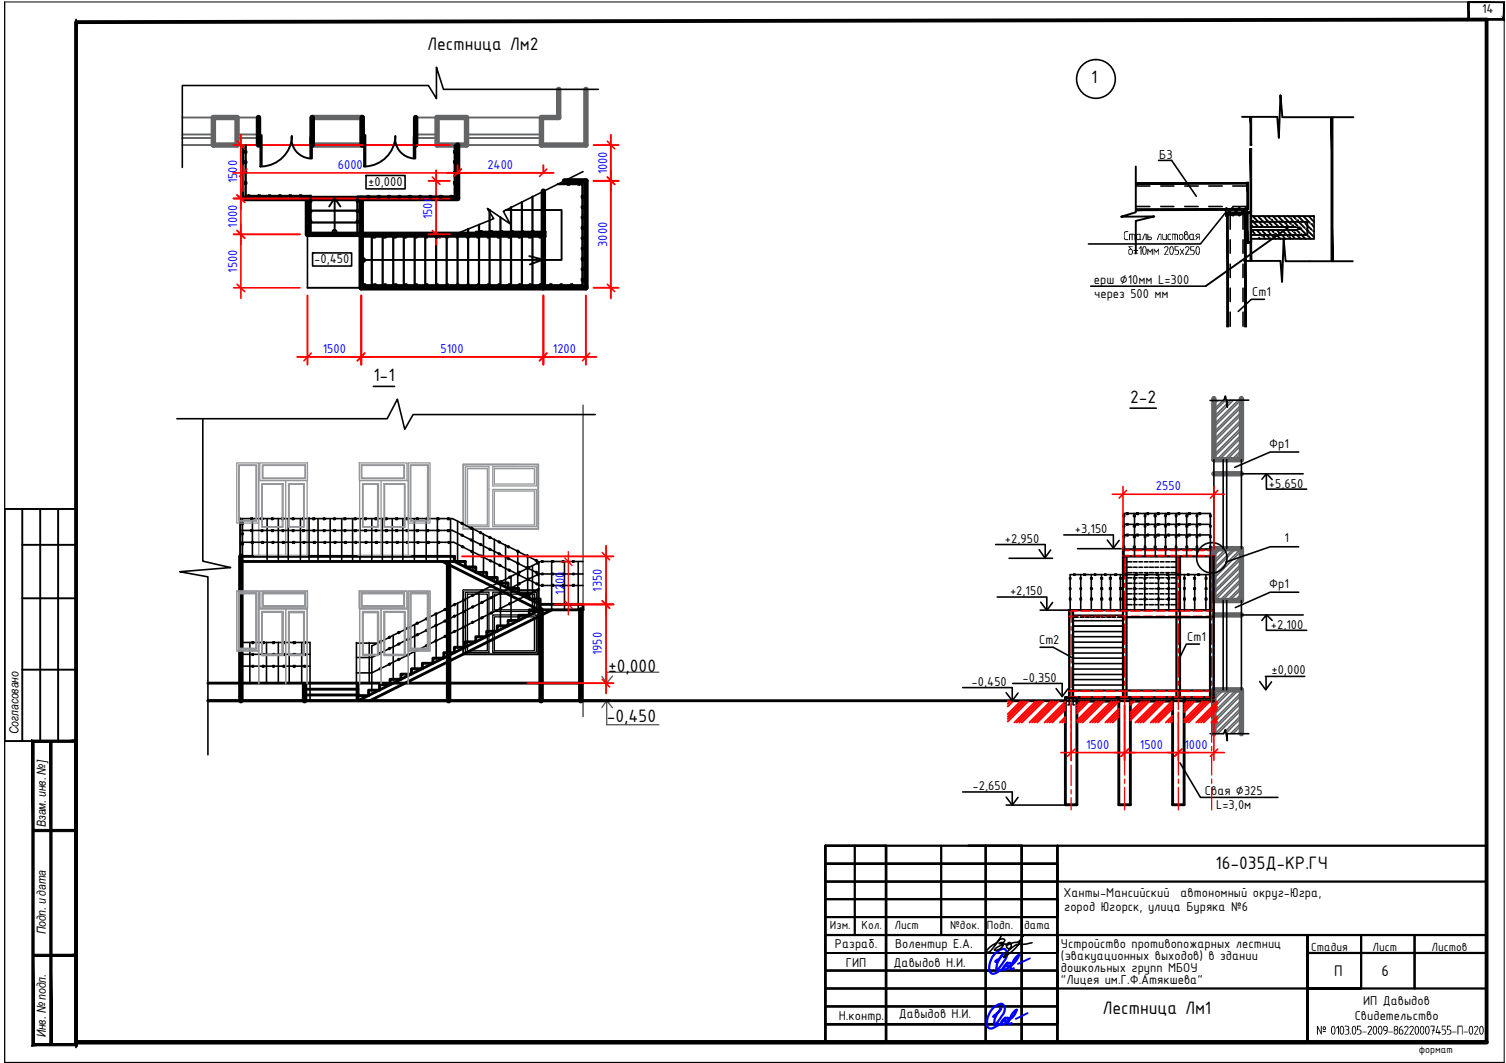 14
Лестница Лм2
1500
6000
2400
1000
±0,000
150
1000
3000
1500
-0,450
1500
5100
1200
1
Б3
Сталь листовая
δ=10мм 205х250
ерш Ф10мм L=300
через 500 мм
Ст1
1-1
1200
1350
1950
±0,000
-0,450
2-2
Фр1
+5,650
2550
+3,150
+2,950
1
Фр1
+2,150
+2,100
Ст2
Ст1
±0,000
-0,350
-0,450
1500
1500
1000
-2,650
Свая Ф325
L=3,0м
Согласовано
Взам. инв. №
Подп. и дата
Инв. № подп.
16-035Д-КР.ГЧ
Ханты-Мансийский автономный округ-Югра,
город Югорск, улица Буряка №6
Изм. Кол. Лист №док. Подп. дата
Разраб. Волентир Е.А.
ГИП Давыдов Н.И.
Н.контр. Давыдов Н.И.
Устройство противопожарных лестниц
(эвакуационных выходов) в здании
дошкольных групп МБОУ
"Лицея им.Г.Ф.Атякшева"
Стадия Лист Листов
П 6
Лестница Лм1
ИП Давыдов
Свидетельство
№ 0103.05-2009-86220007455-П-020
формат